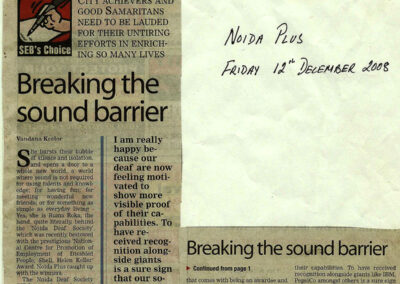 SEB's Choice
CITY ACHIEVERS AND
GOOD SAMARITANS
NEED TO BE LAUDED
FOR THEIR UNTIRING
EFFORTS IN ENRICH-
ING SO MANY LIVES
Breaking the
sound barrier
Vandana Keelor
She bursts their bubble
of silence and isolation,
and opens a door to a
whole new world, a world
where sound is not required
for using talents and knowl-
edge; for having fun; for
meeting wonderful new
friends; or for something as
simple as everyday living.
Yes, she is Ruma Roka, the
hand, quite literally, behind
the Noida Deaf Society
which was recently bestowed
with the prestigious Nation-
al Centre for Promotion of
Employment of Disabled
People, Shell, Helen Keller
Award. Noida Plus caught up
with the winners.
The Noida Deaf Society
I am really
happy be-
cause our
deaf are now
feeling moti-
vated to
show more
visible proof
of their ca-
pabilities. To
have re-
ceived recog-
nition along-
side giants
is a sure sign
that our so-
NOIDA PLUS
FRIDAY 12th DECEMBER 2008
Breaking the sound barrier
Continued from page 1
that comes with being an awardee and
their capabilities. To have received
recognition alongside giants like IBM,
PepsiCo amongst others is a sure sign